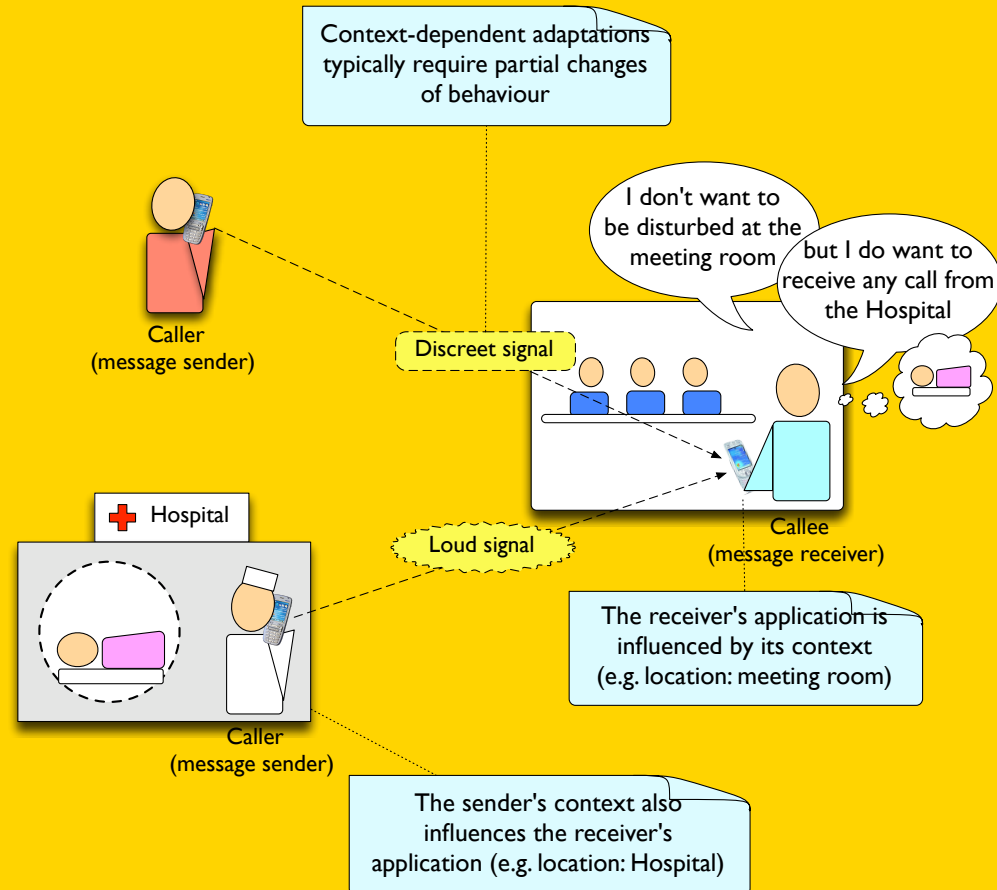 Context-dependent adaptations
typically require partial changes
of behaviour
I don't want to
be disturbed at the
meeting room
but I do want to
receive any call from
the Hospital
Caller
(message sender)
Discreet signal
Hospital
Loud signal
Callee
(message receiver)
The receiver's application is
influenced by its context
(e.g. location: meeting room)
Caller
(message sender)
The sender's context also
influences the receiver's
application (e.g. location: Hospital)